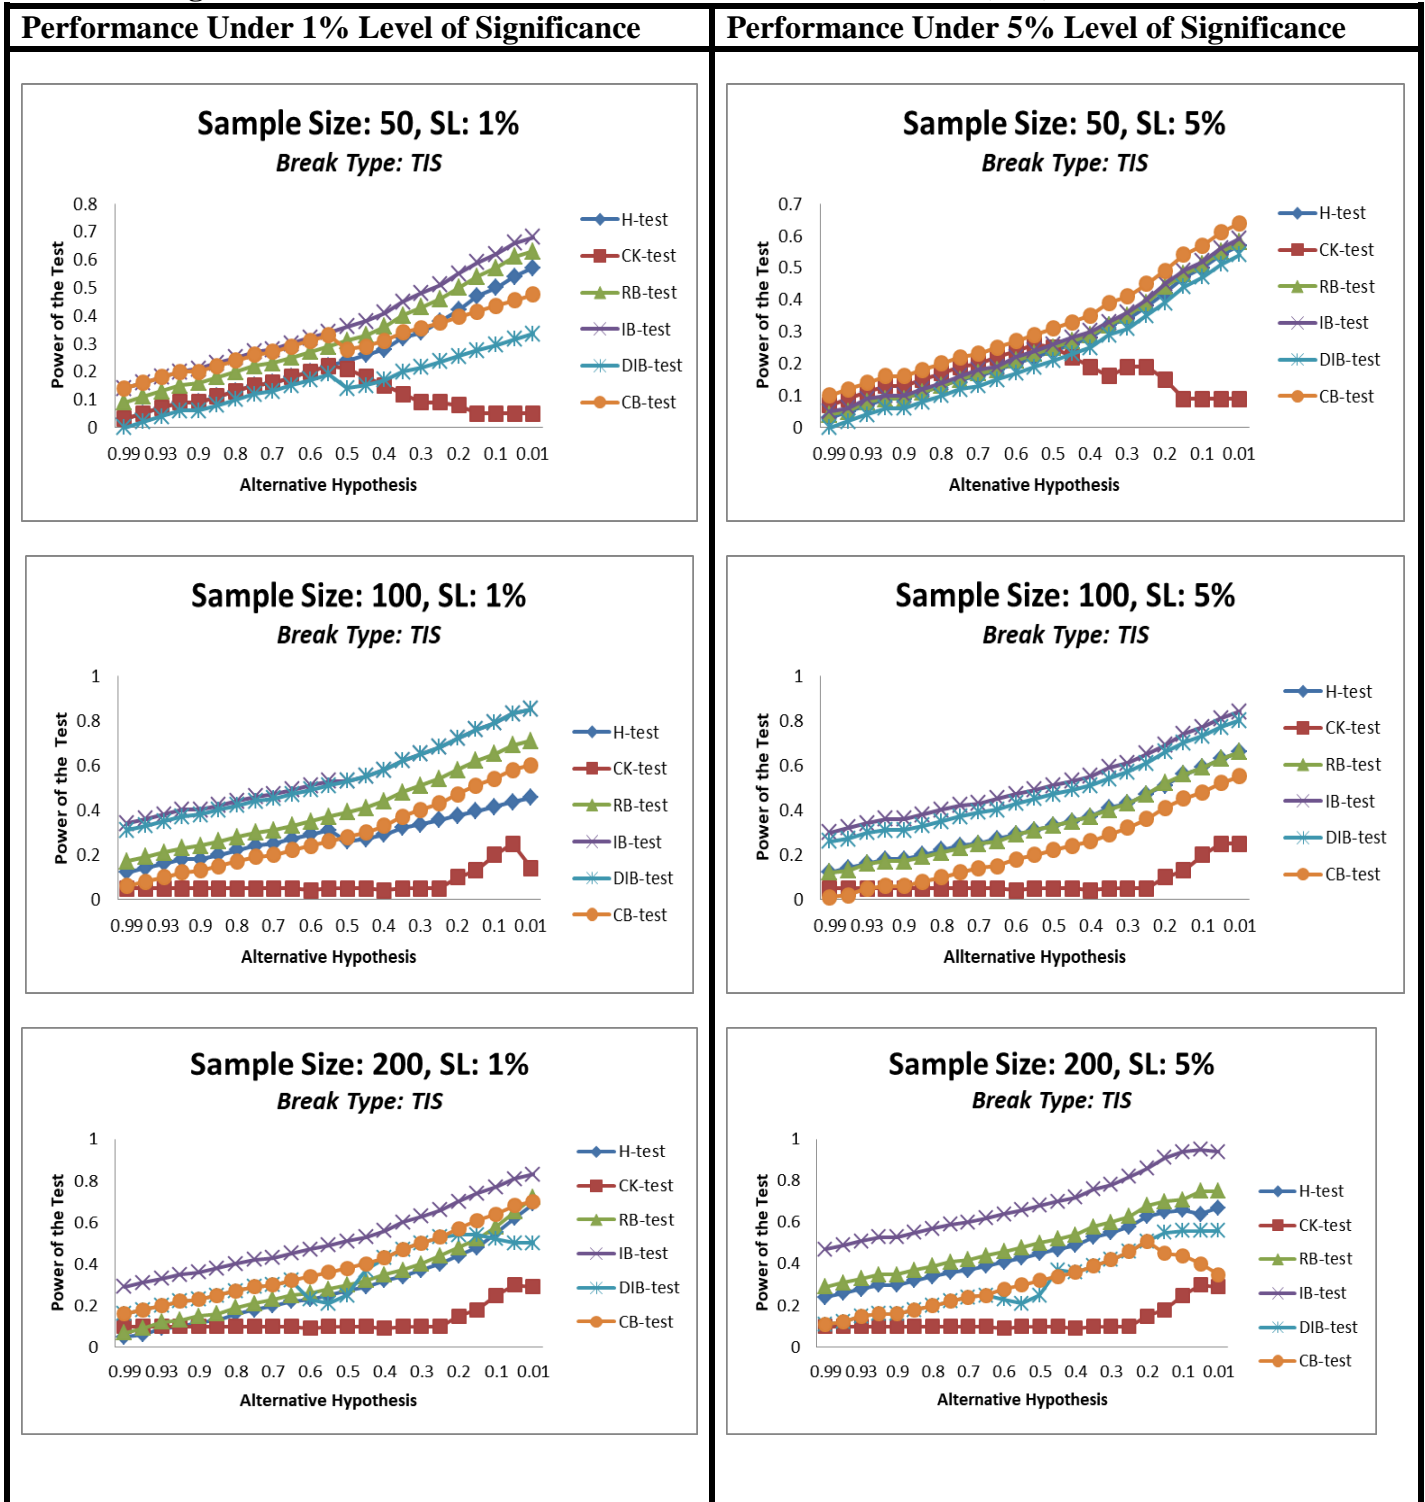 Performance Under 1% Level of Significance
Performance Under 5% Level of Significance
Sample Size: 50, SL: 1%
Break Type: TIS
Power of the Test
0.8
0.7
0.6
0.5
0.4
0.3
0.2
0.1
0
0.99 0.93 0.9 0.8 0.7 0.6 0.5 0.4 0.3 0.2 0.1 0.01
Alternative Hypothesis
H-test
CK-test
RB-test
IB-test
DIB-test
CB-test
Sample Size: 50, SL: 5%
Break Type: TIS
Power of the Test
0.7
0.6
0.5
0.4
0.3
0.2
0.1
0
0.99 0.93 0.9 0.8 0.7 0.6 0.5 0.4 0.3 0.2 0.1 0.01
Altenative Hypothesis
H-test
CK-test
RB-test
IB-test
DIB-test
CB-test
Sample Size: 100, SL: 1%
Break Type: TIS
Power of the Test
1
0.8
0.6
0.4
0.2
0
0.99 0.93 0.9 0.8 0.7 0.6 0.5 0.4 0.3 0.2 0.1 0.01
Allternative Hypothesis
H-test
CK-test
RB-test
IB-test
DIB-test
CB-test
Sample Size: 100, SL: 5%
Break Type: TIS
Power of the Test
1
0.8
0.6
0.4
0.2
0
0.99 0.93 0.9 0.8 0.7 0.6 0.5 0.4 0.3 0.2 0.1 0.01
Allternative Hypothesis
H-test
CK-test
RB-test
IB-test
DIB-test
CB-test
Sample Size: 200, SL: 1%
Break Type: TIS
Power of the Test
1
0.8
0.6
0.4
0.2
0
0.99 0.93 0.9 0.8 0.7 0.6 0.5 0.4 0.3 0.2 0.1 0.01
Alternative Hypothesis
H-test
CK-test
RB-test
IB-test
DIB-test
CB-test
Sample Size: 200, SL: 5%
Break Type: TIS
Power of the Test
1
0.8
0.6
0.4
0.2
0
0.99 0.93 0.9 0.8 0.7 0.6 0.5 0.4 0.3 0.2 0.1 0.01
Alternative Hypothesis
H-test
CK-test
RB-test
IB-test
DIB-test
CB-test